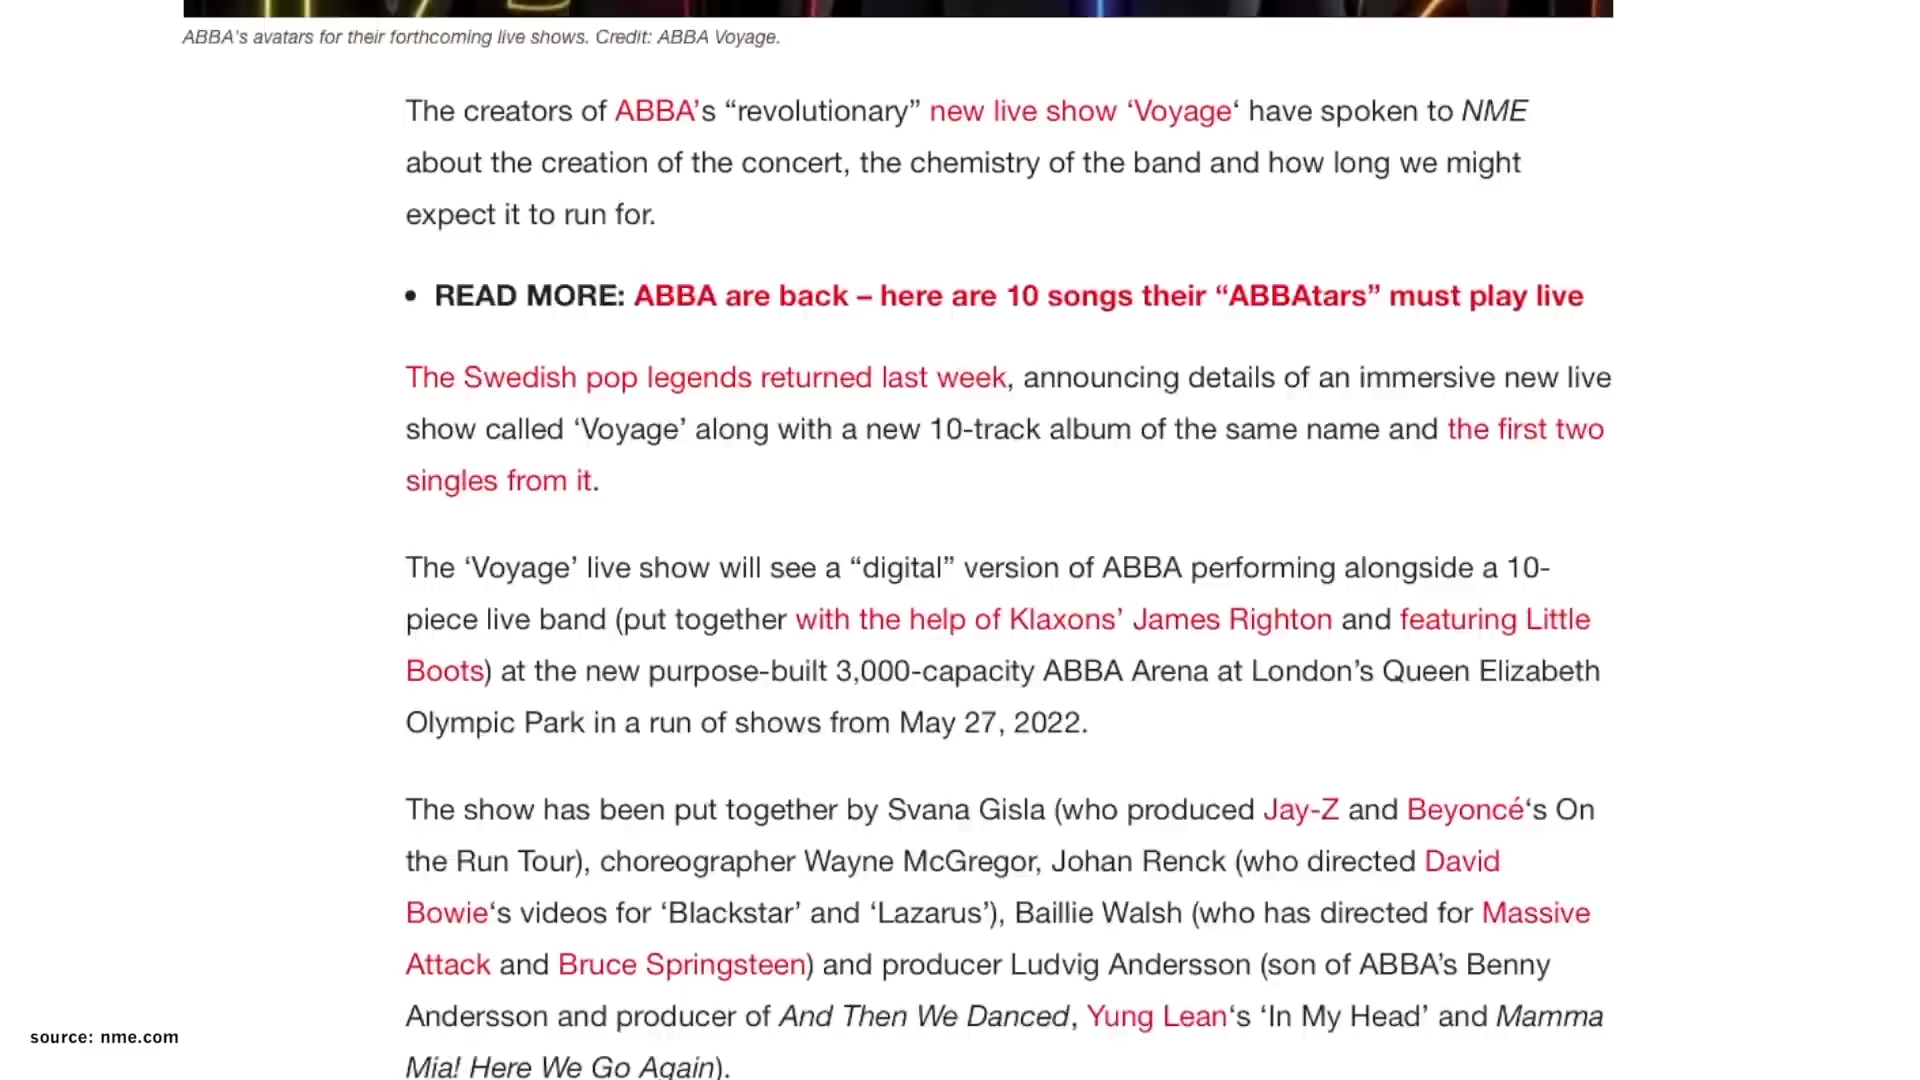 ABBA's avatars for their forthcoming live shows. Credit: ABBA Voyage.
The creators of ABBA’s “revolutionary” new live show ‘Voyage‘ have spoken to NME
about the creation of the concert, the chemistry of the band and how long we might
expect it to run for.
• READ MORE: ABBA are back – here are 10 songs their “ABBAtars” must play live
The Swedish pop legends returned last week, announcing details of an immersive new live
show called ‘Voyage’ along with a new 10-track album of the same name and the first two
singles from it.
The ‘Voyage’ live show will see a “digital” version of ABBA performing alongside a 10-
piece live band (put together with the help of Klaxons’ James Righton and featuring Little
Boots) at the new purpose-built 3,000-capacity ABBA Arena at London’s Queen Elizabeth
Olympic Park in a run of shows from May 27, 2022.
The show has been put together by Svana Gisla (who produced Jay-Z and Beyoncé‘s On
the Run Tour), choreographer Wayne McGregor, Johan Renck (who directed David
Bowie‘s videos for ‘Blackstar’ and ‘Lazarus’), Baillie Walsh (who has directed for Massive
Attack and Bruce Springsteen) and producer Ludvig Andersson (son of ABBA’s Benny
Andersson and producer of And Then We Danced, Yung Lean‘s ‘In My Head’ and Mamma
Mia! Here We Go Again).
source: nme.com